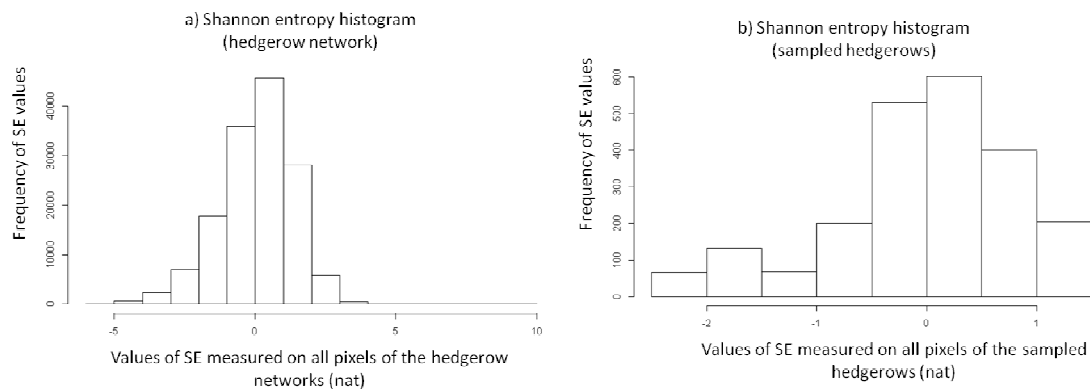 a) Shannon entropy histogram
(hedgerow network)
Frequency of SE values
40000
30000
20000
10000
0
-5
0
5
10
Values of SE measured on all pixels of the hedgerow
networks (nat)
b) Shannon entropy histogram
(sampled hedgerows)
Frequency of SE values
600
500
400
300
200
100
0
-2
-1
0
1
Values of SE measured on all pixels of the sampled
hedgerows (nat)